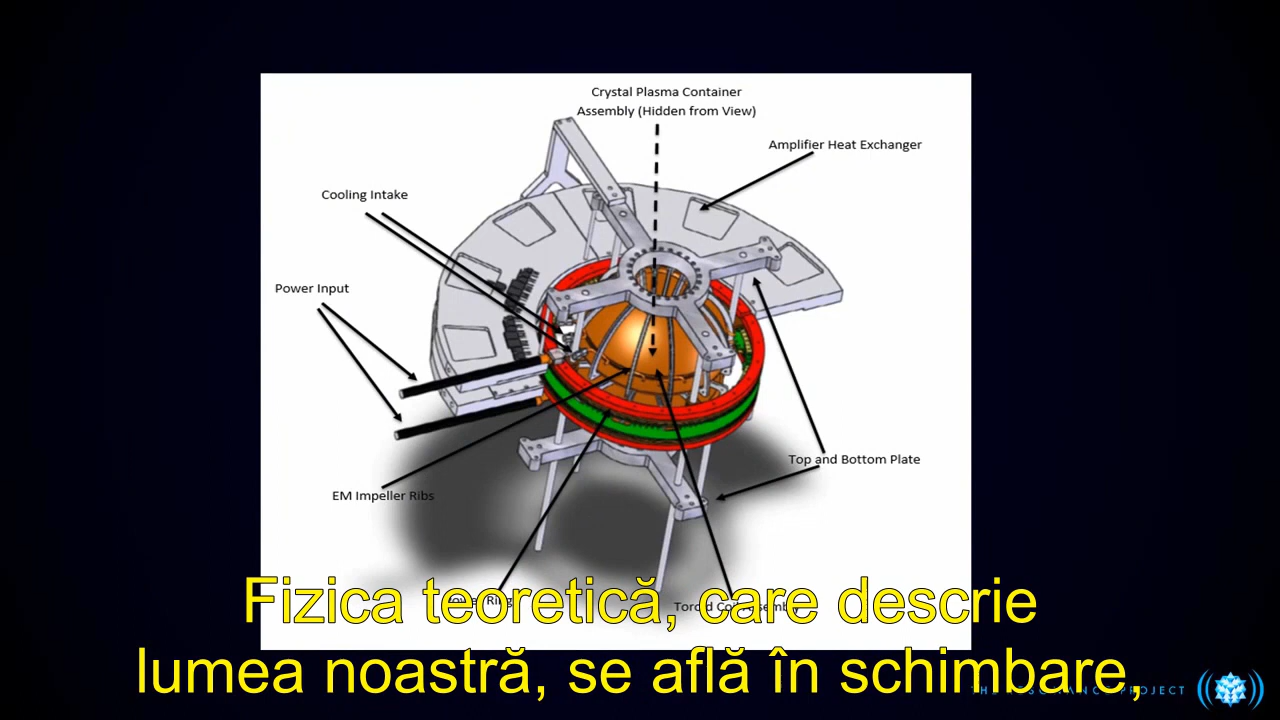 Crystal Plasma Container
Assembly (Hidden from View)
Amplifier Heat Exchanger
Cooling Intake
Power Input
Top and Bottom Plate
EM Impeller Ribs
Fizica teoretică, care descrie
lumea noastră, se află în schimbare,
PROJECT